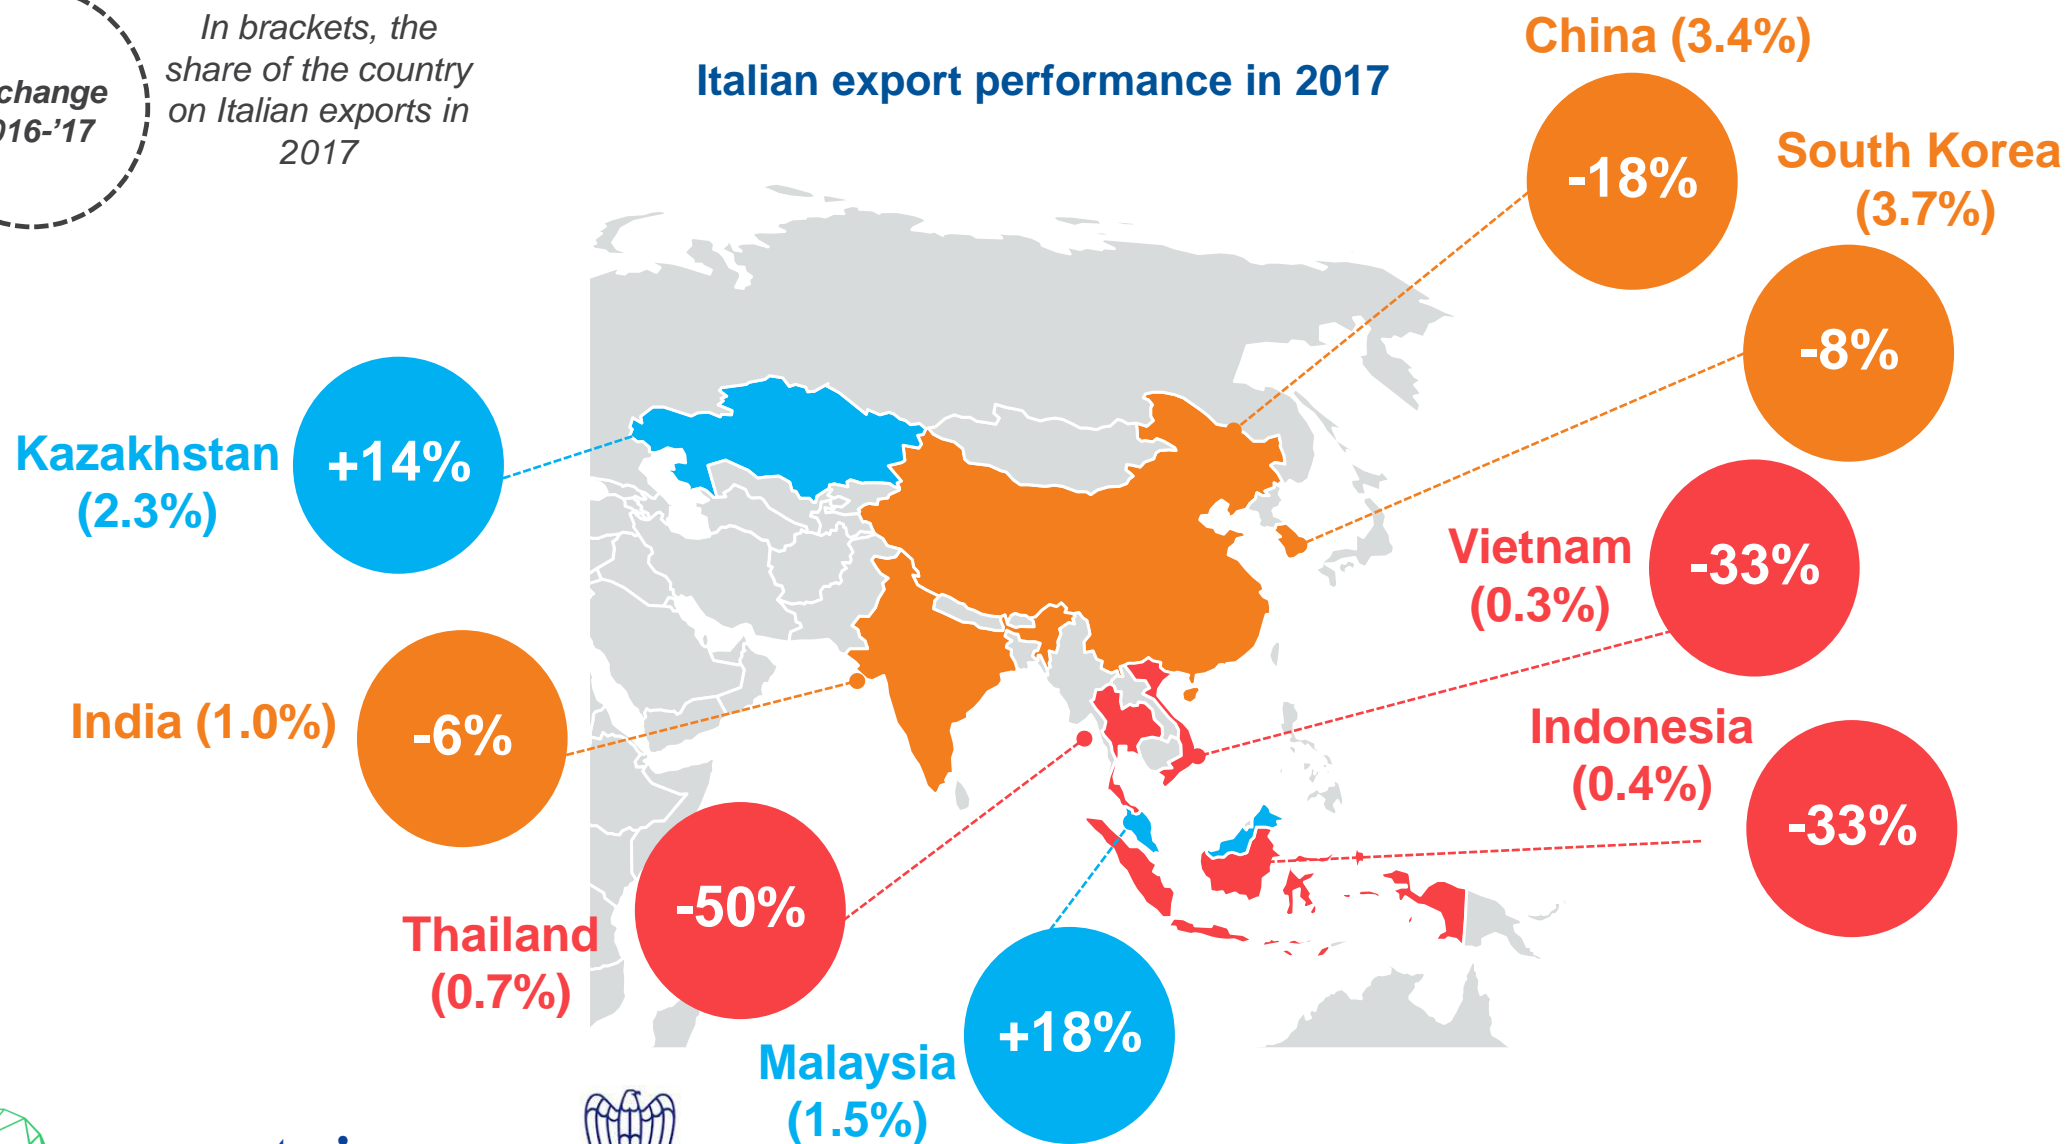 In brackets, the
share of the country
on Italian exports in
2017
change
Italian export performance in 2017
China (3.4%)
-18%
South Korea
(3.7%)
-8%
Kazakhstan
(2.3%)
+14%
Vietnam
(0.3%)
-33%
India (1.0%)
-6%
Indonesia
(0.4%)
-33%
Thailand
(0.7%)
-50%
Malaysia
(1.5%)
+18%